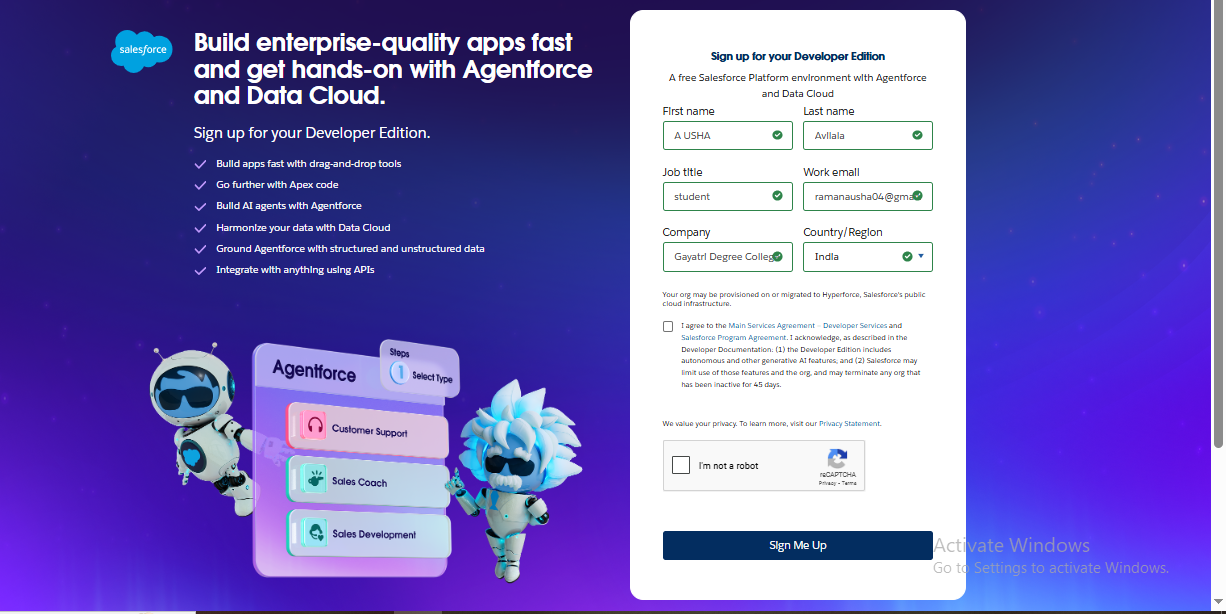 salesforce
Build enterprise-quality apps fast
and get hands-on with Agentforce
and Data Cloud.
Sign up for your Developer Edition.
Build apps fast with drag-and-drop tools
Go further with Apex code
Build AI agents with Agentforce
Harmonize your data with Data Cloud
Ground Agentforce with structured and unstructured data
Integrate with anything using APIs
Agentforce
Steps
1 Select Type
Customer Support
Sales Coach
Sales Development
Sign up for your Developer Edition
A free Salesforce Platform environment with Agentforce
and Data Cloud
First name Last name
A USHA Avilala
Job title Work email
student ramanausha04@gma
Company Country/Region
Gayatri Degree Colleg India
Your org may be provisioned on or migrated to Hyperforce, Salesforce's public
cloud infrastructure.
I agree to the Main Services Agreement - Developer Services and
Salesforce Program Agreement. I acknowledge, as described in the
Developer Documentation: (1) the Developer Edition includes
autonomous and other generative AI features, and (2) Salesforce may
limit use of those features and the org, and may terminate any org that
has been inactive for 45 days.
We value your privacy. To learn more, visit our Privacy Statement.
I'm not a robot
reCAPTCHA
Privacy - Terms
Sign Me Up
Activate Windows
Go to Settings to activate Windows.